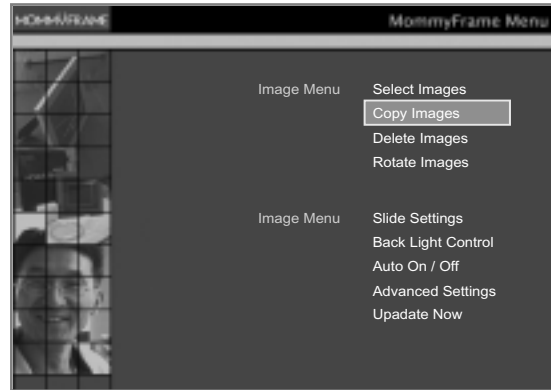 MOMMYFRAME MommyFrame Menu
Image Menu Select Images
Copy Images
Delete Images
Rotate Images
Image Menu Slide Settings
Back Light Control
Auto On / Off
Advanced Settings
Upadate Now